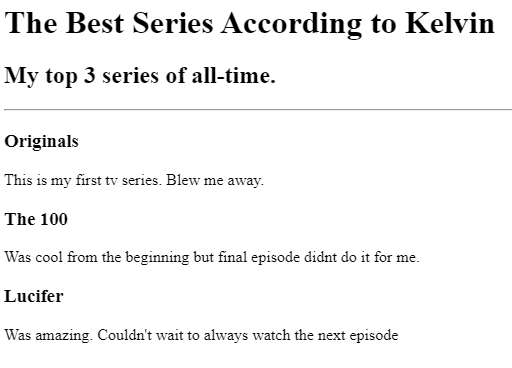 The Best Series According to Kelvin
My top 3 series of all-time.
Originals
This is my first tv series. Blew me away.
The 100
Was cool from the beginning but final episode didnt do it for me.
Lucifer
Was amazing. Couldn't wait to always watch the next episode